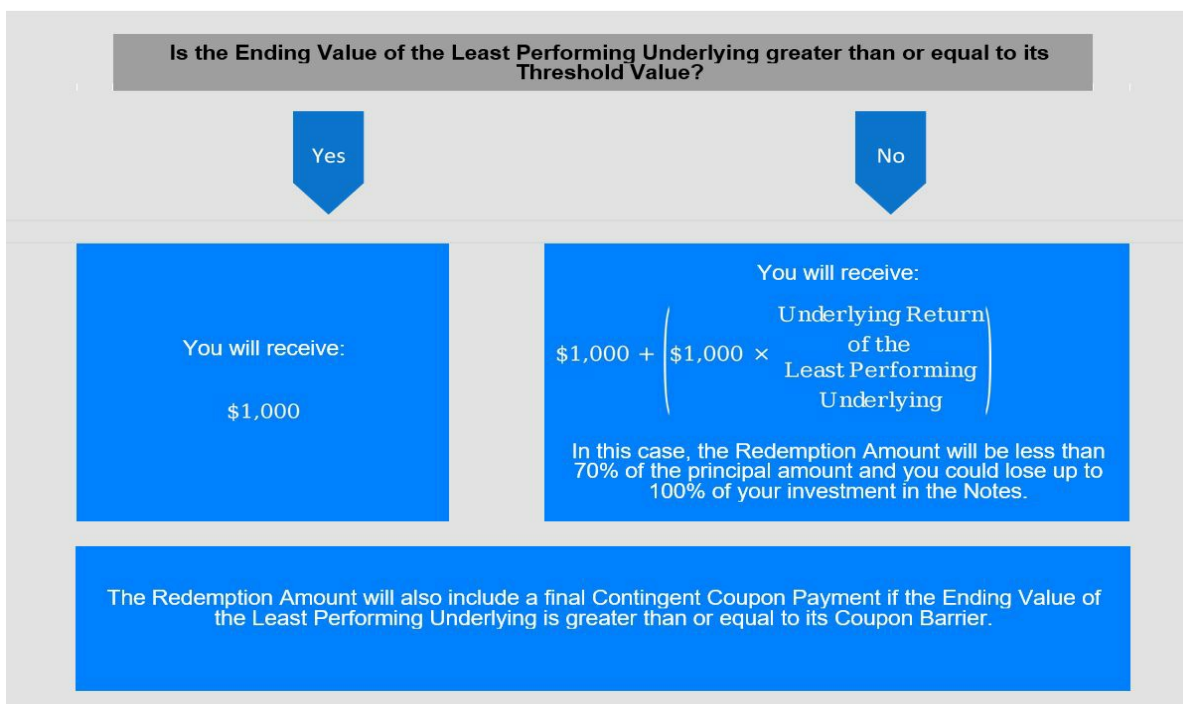 Is the Ending Value of the Least Performing Underlying greater than or equal to its
Threshold Value?
Yes
No
You will receive:
$1,000
You will receive:
$1,000 + ($1,000 × Underlying Return
of the
Least Performing
Underlying)
In this case, the Redemption Amount will be less than
70% of the principal amount and you could lose up to
100% of your investment in the Notes.
The Redemption Amount will also include a final Contingent Coupon Payment if the Ending Value of
the Least Performing Underlying is greater than or equal to its Coupon Barrier.